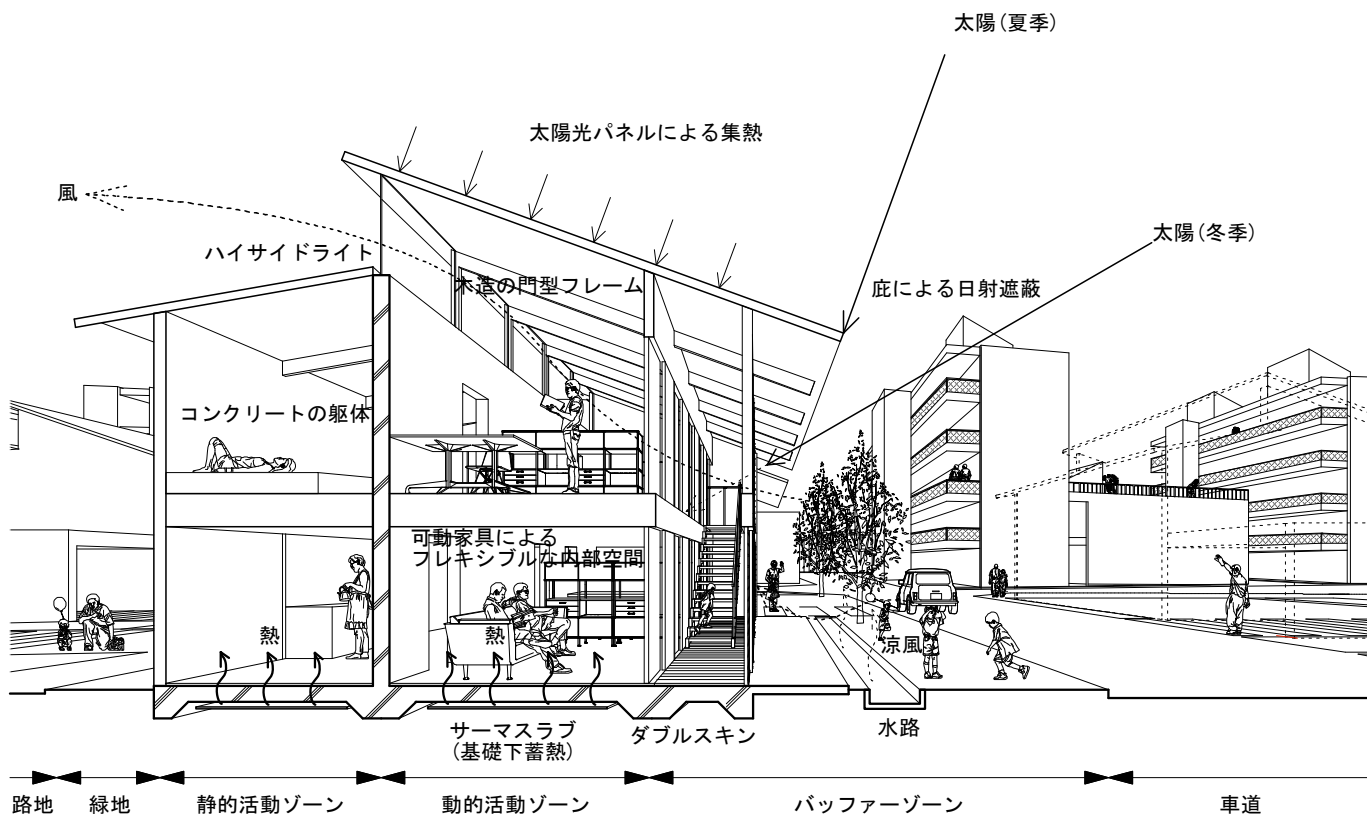 太陽(夏季)
太陽光パネルによる集熱
風
太陽(冬季)
ハイサイドライト
木造の門型フレーム
庇による日射遮蔽
コンクリートの躯体
可動家具による
フレキシブルな内部空間
熱
熱
涼風
サーマスラブ
(基礎下蓄熱)
ダブルスキン
水路
路地
緑地
静的活動ゾーン
動的活動ゾーン
バッファーゾーン
車道